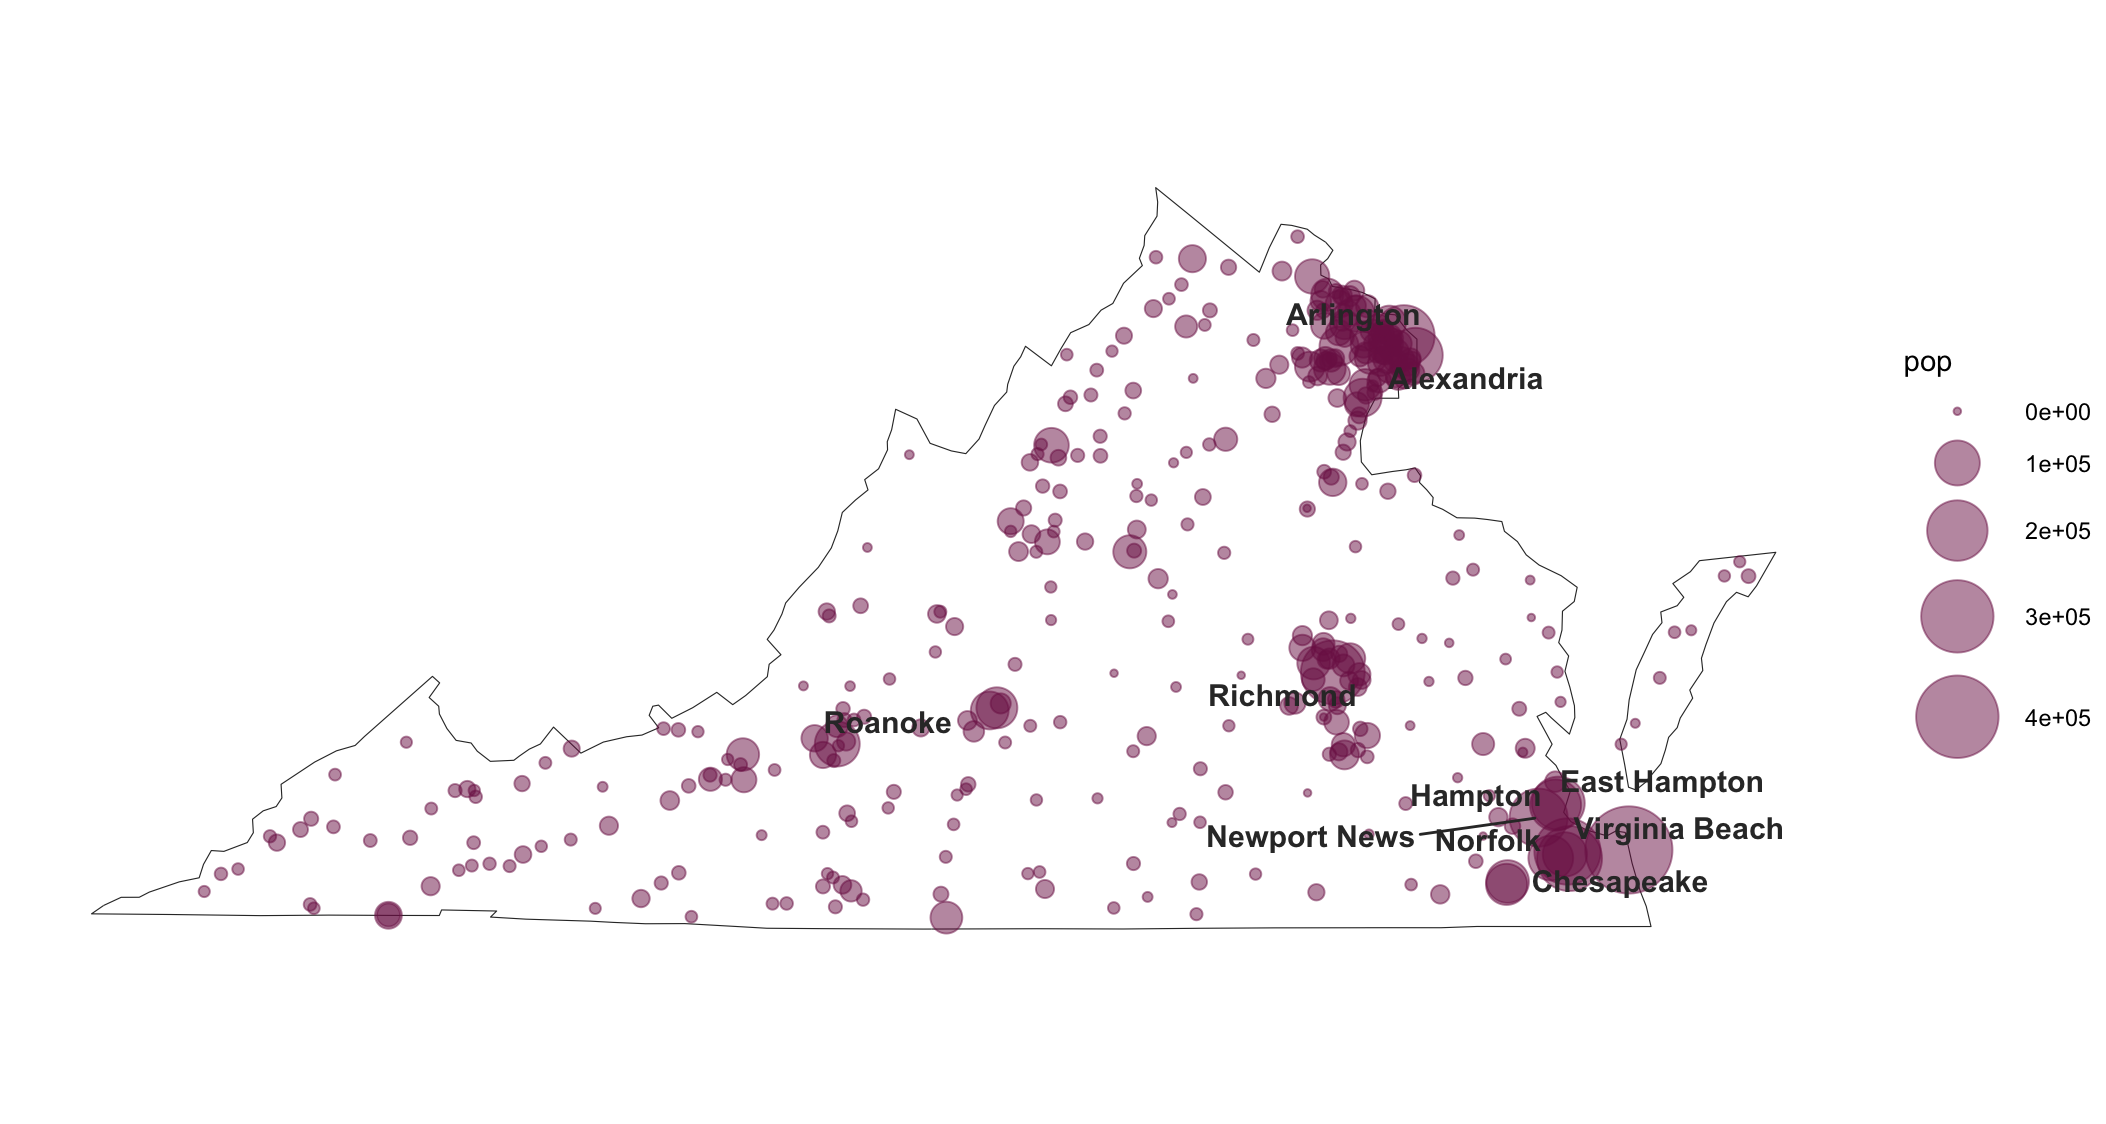 Arlington
Alexandria
Richmond
Roanoke
East Hampton
Hampton
Virginia Beach
Newport News
Norfolk
Chesapeake
pop
0e+00
1e+05
2e+05
3e+05
4e+05